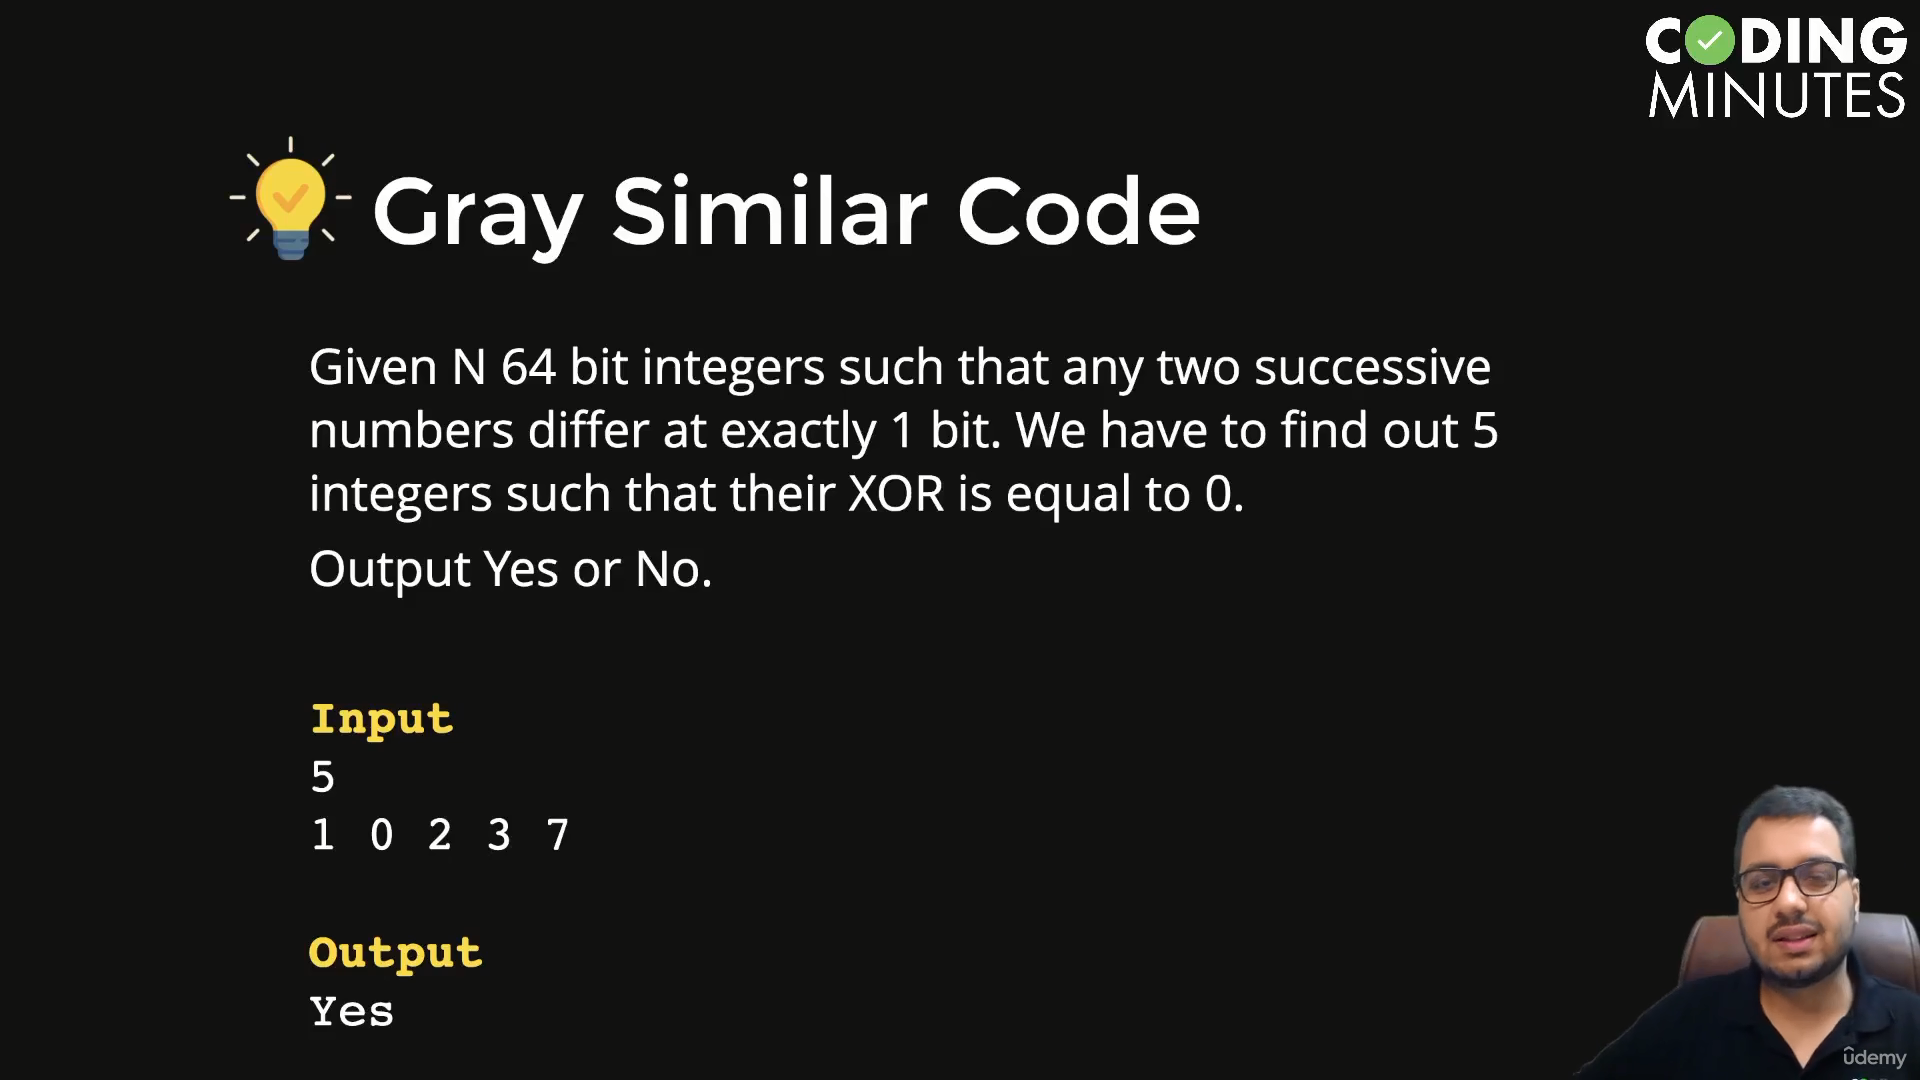 CODING
MINUTES
Gray Similar Code
Given N 64 bit integers such that any two successive
numbers differ at exactly 1 bit. We have to find out 5
integers such that their XOR is equal to 0.
Output Yes or No.
Input
5
1 0 2 3 7
Output
Yes
ûdemy